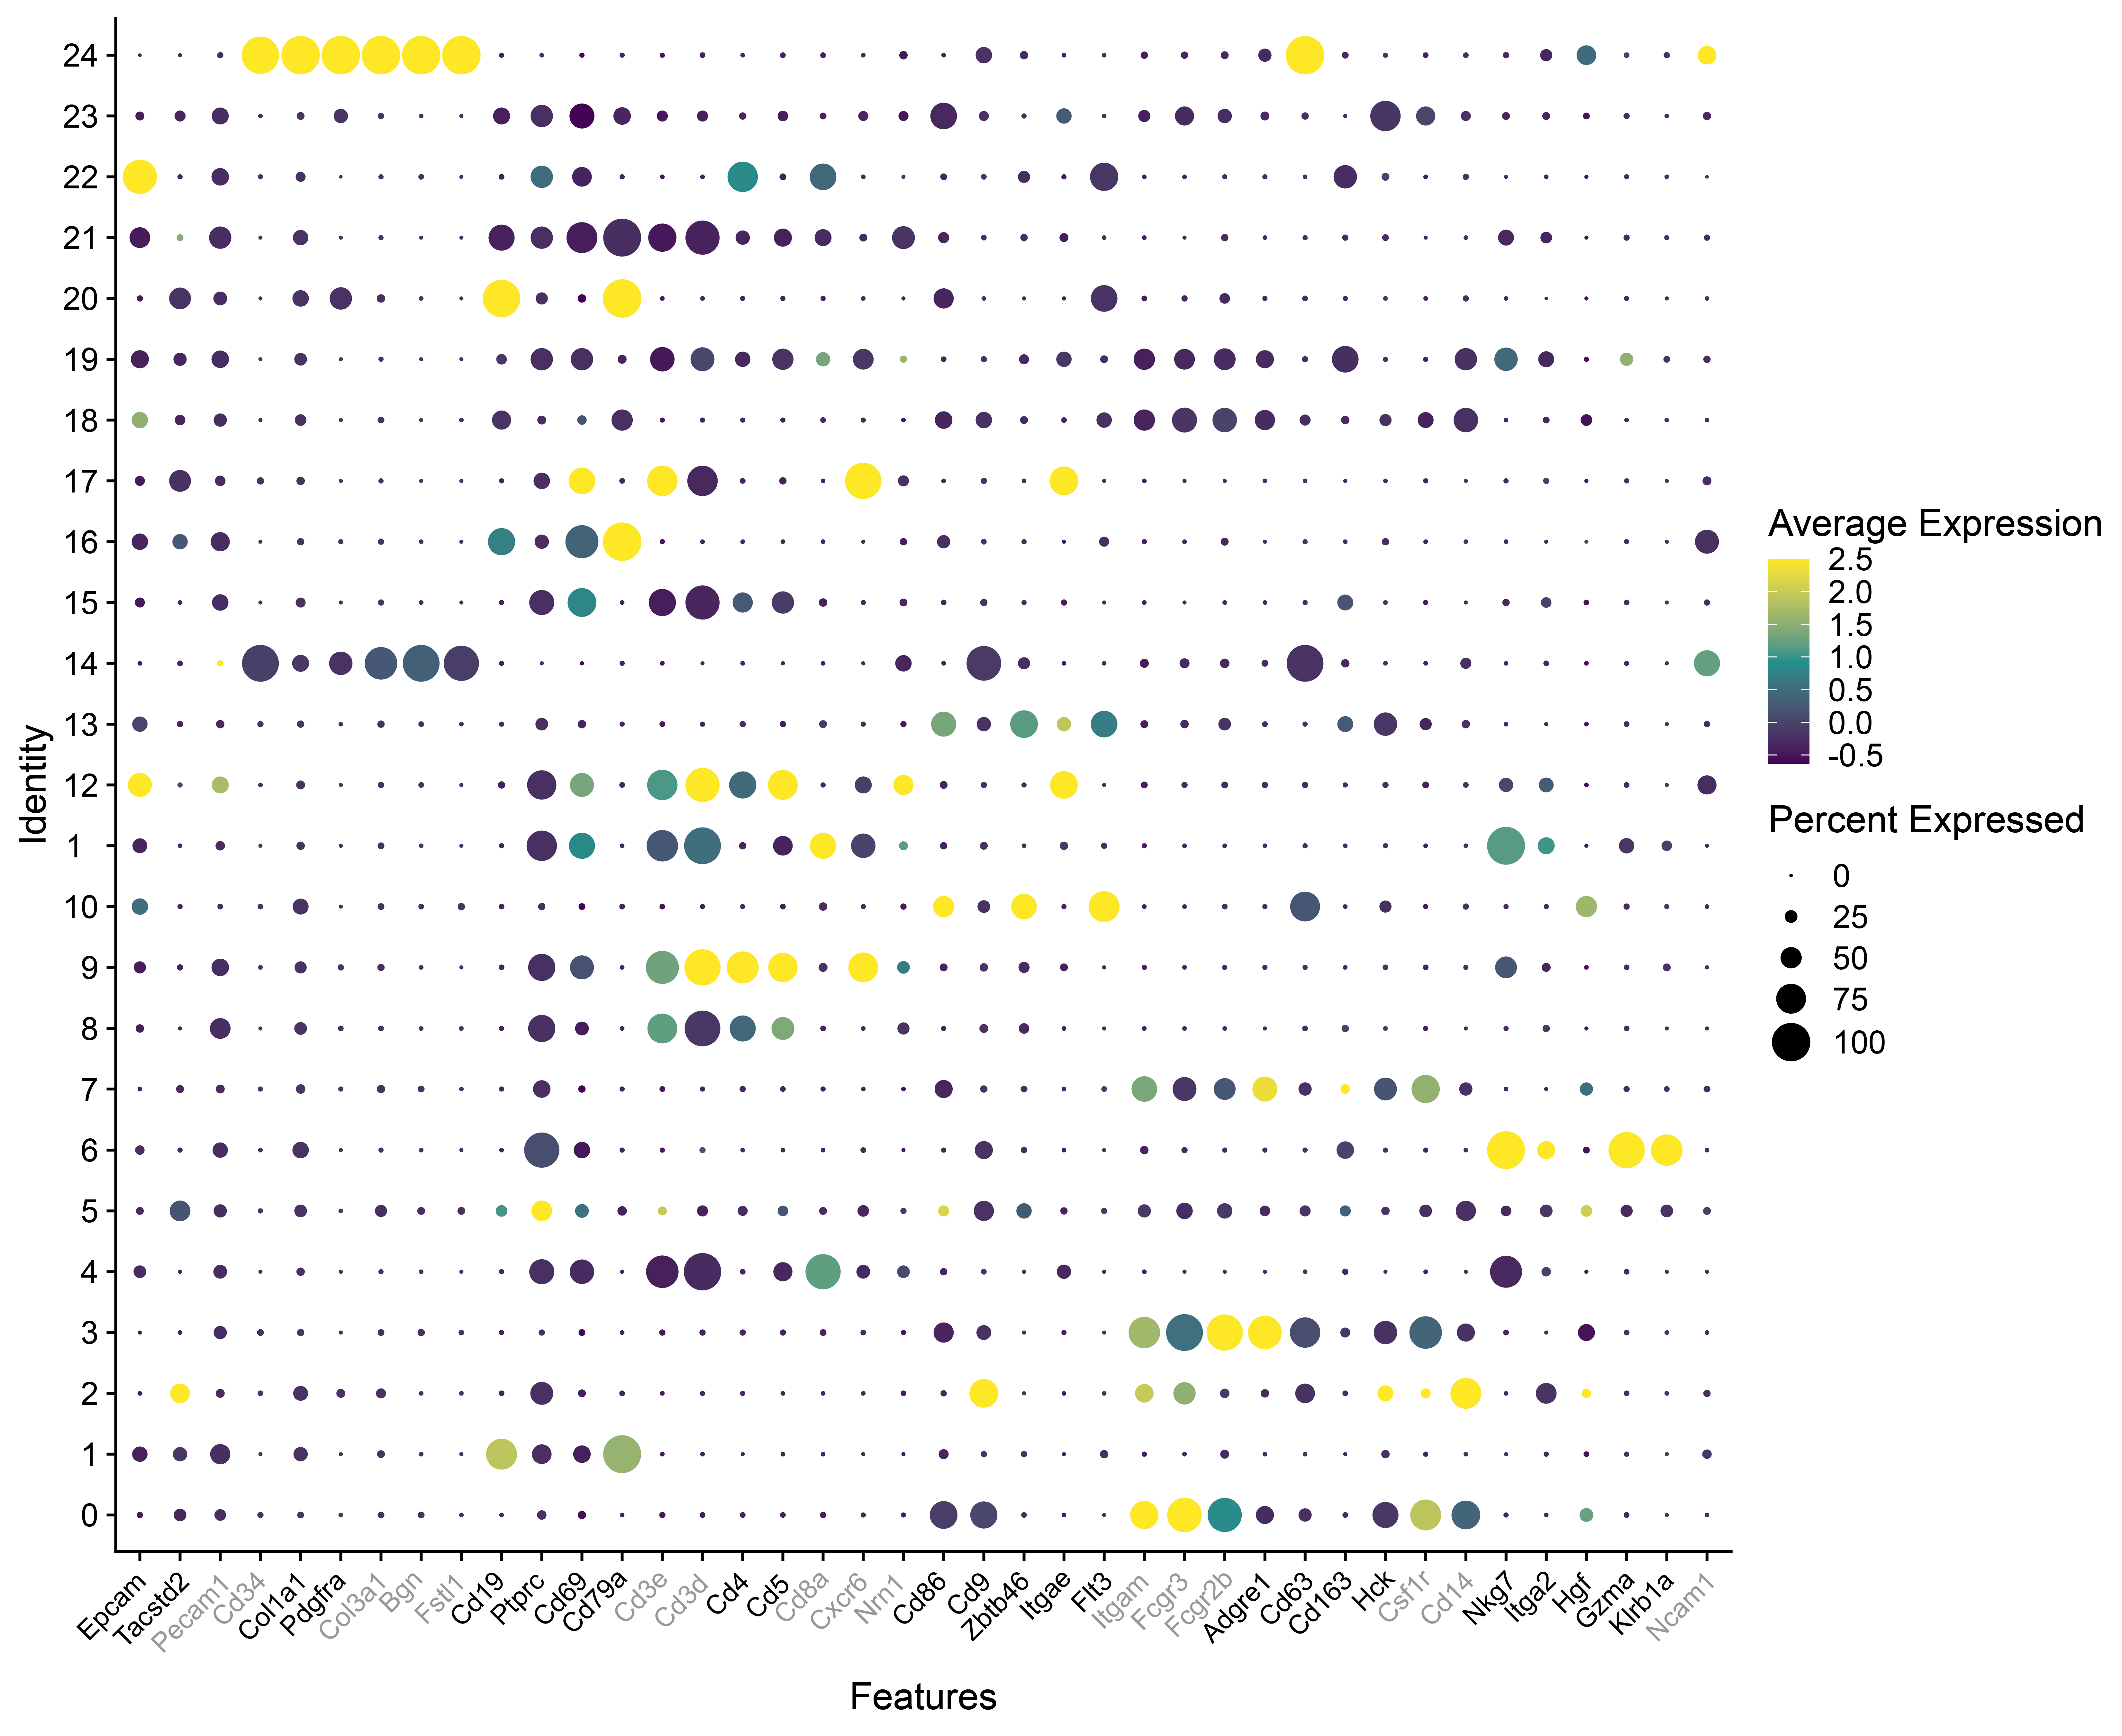 24
23
22
21
20
19
18
17
16
15
14
13
12
1
10
9
8
7
6
5
4
3
2
1
0
Identity
Epcam
Tacstd2
Pecam1
Cd34
Col1a1
Pdgfra
Col3a1
Bgn
Fstl1
Cd19
Ptprc
Cd69
Cd79a
Cd3e
Cd3d
Cd4
Cd5
Cd8a
Cxcr6
Nrn1
Cd86
Cd9
Zbtb46
Itgae
Flt3
Itgam
Fcgr3
Fcgr2b
Adgre1
Cd63
Cd163
Hck
Csf1r
Cd14
Nkg7
Itga2
Hgf
Gzma
Klrb1a
Ncam1
Features
Average Expression
2.5
2.0
1.5
1.0
0.5
0.0
-0.5
Percent Expressed
0
25
50
75
100